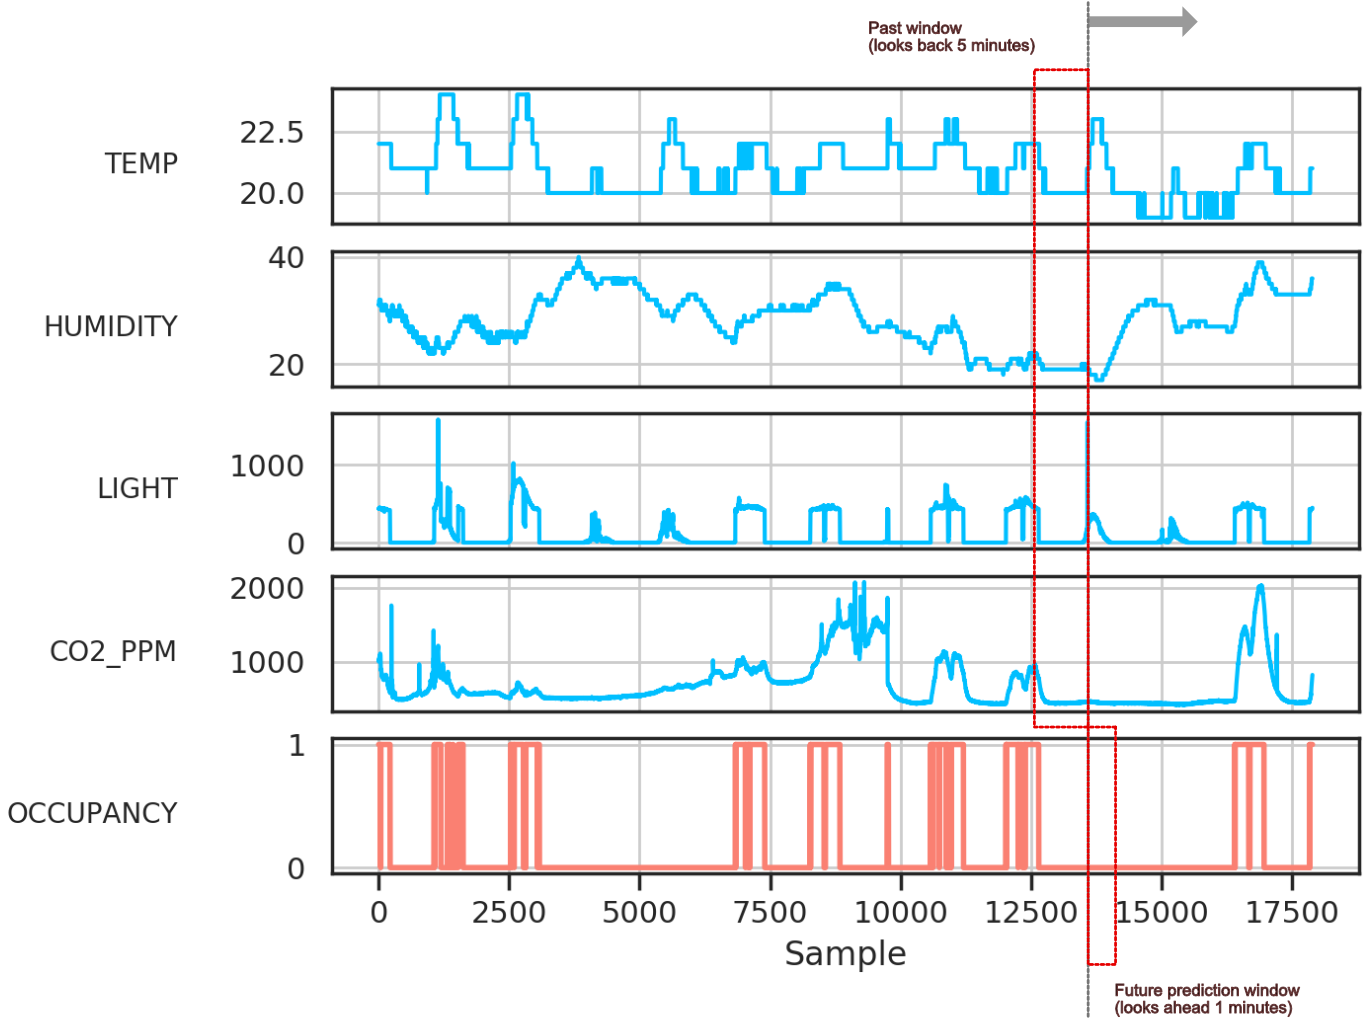 Past window
(looks back 5 minutes)
TEMP
22.5
20.0
HUMIDITY
40
20
LIGHT
1000
0
CO2_PPM
2000
1000
OCCUPANCY
1
0
0 2500 5000 7500 10000 12500 15000 17500
Sample
Future prediction window
(looks ahead 1 minutes)